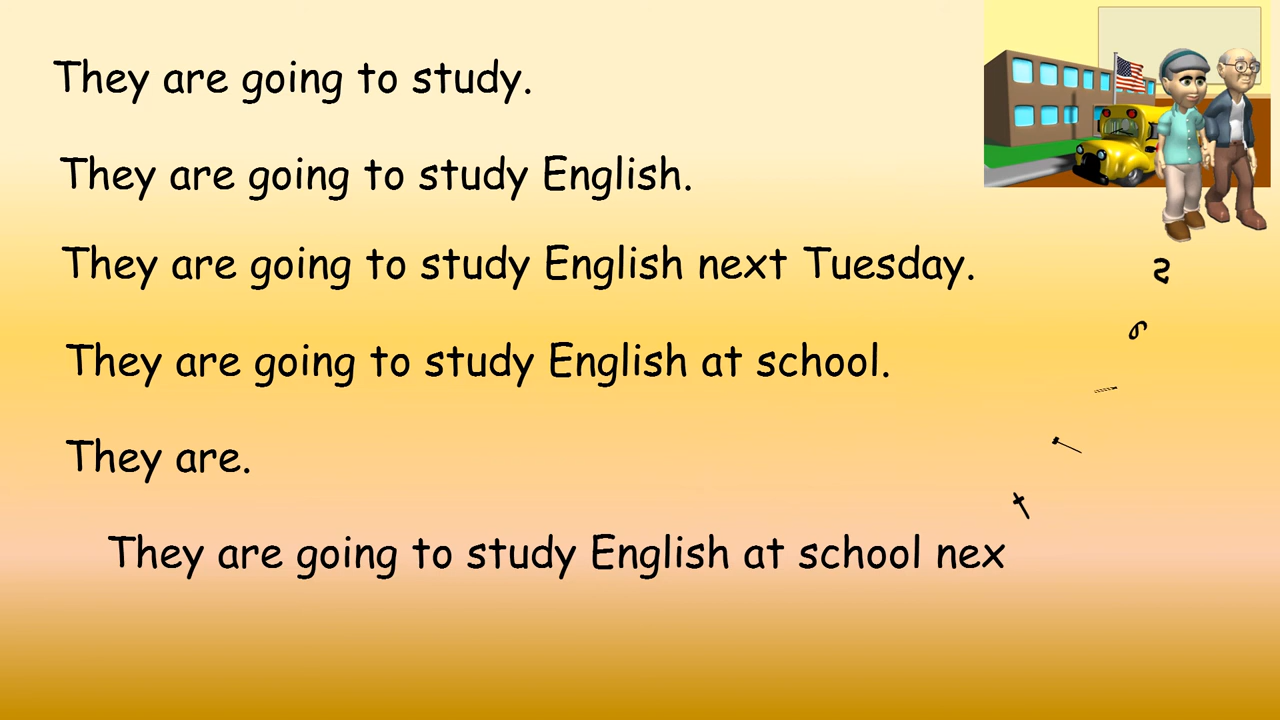 They are going to study.
They are going to study English.
They are going to study English next Tuesday.
They are going to study English at school.
They are.
They are going to study English at school nex